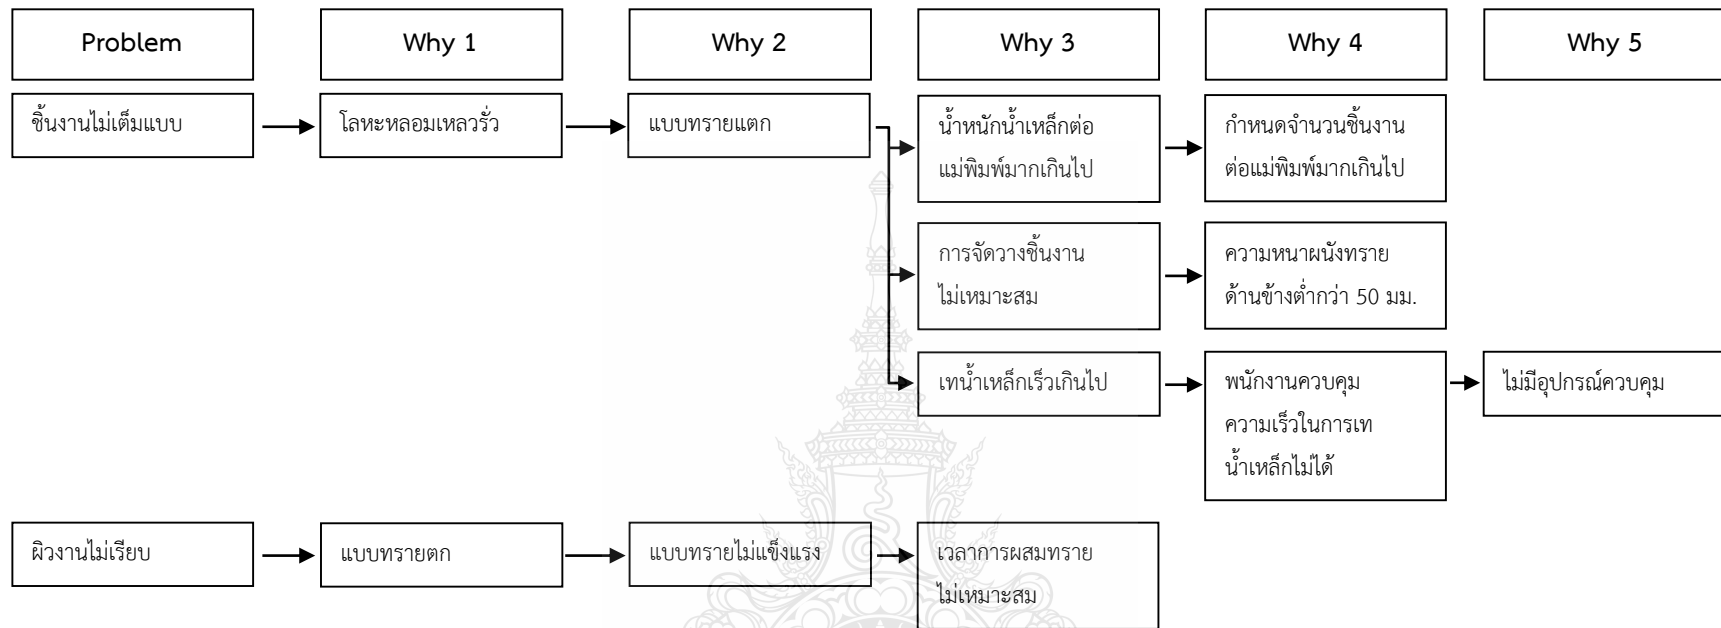 Problem
Why 1
Why 2
Why 3
Why 4
Why 5
ชิ้นงานไม่เต็มแบบ
โลหะหลอมเหลวรั่ว
แบบทรายแตก
น้ำหนักน้ำเหล็กต่อ
แม่พิมพ์มากเกินไป
กำหนดจำนวนชิ้นงาน
ต่อแม่พิมพ์มากเกินไป
การจัดวางชิ้นงาน
ไม่เหมาะสม
ความหนาผนังทราย
ด้านข้างต่ำกว่า 50 มม.
เทน้ำเหล็กเร็วเกินไป
พนักงานควบคุม
ความเร็วในการเท
น้ำเหล็กไม่ได้
ไม่มีอุปกรณ์ควบคุม
ผิวงานไม่เรียบ
แบบทรายตก
แบบทรายไม่แข็งแรง
เวลาการผสมทราย
ไม่เหมาะสม